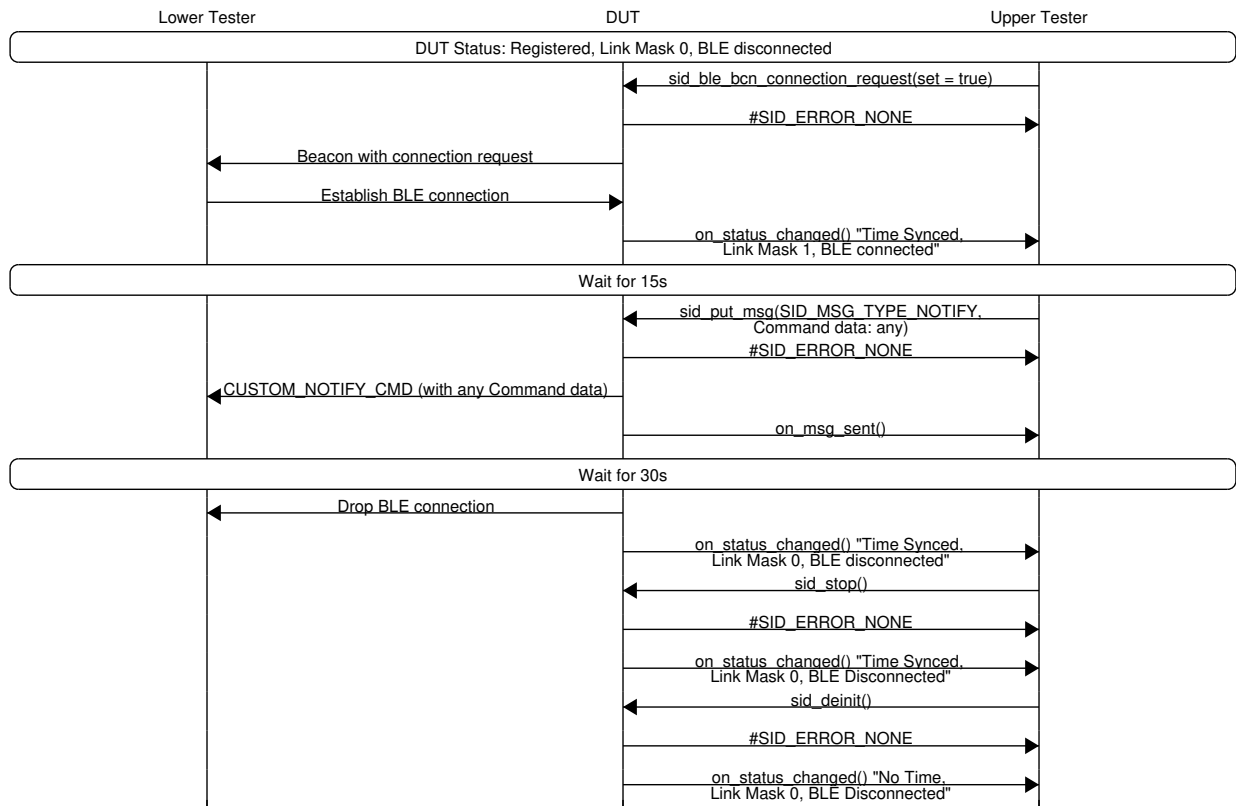 Lower Tester DUT Upper Tester
DUT Status: Registered, Link Mask 0, BLE disconnected
sid_ble_bcn_connection_request(set = true)
#SID_ERROR_NONE
Beacon with connection request
Establish BLE connection
on_status_changed() "Time Synced,
Link Mask 1, BLE connected"
Wait for 15s
sid_put_msg(SID_MSG_TYPE_NOTIFY,
Command data: any)
#SID_ERROR_NONE
CUSTOM_NOTIFY_CMD (with any Command data)
on_msg_sent()
Wait for 30s
Drop BLE connection
on_status_changed() "Time Synced,
Link Mask 0, BLE disconnected"
sid_stop()
#SID_ERROR_NONE
on_status_changed() "Time Synced,
Link Mask 0, BLE Disconnected"
sid_deinit()
#SID_ERROR_NONE
on_status_changed() "No Time,
Link Mask 0, BLE Disconnected"